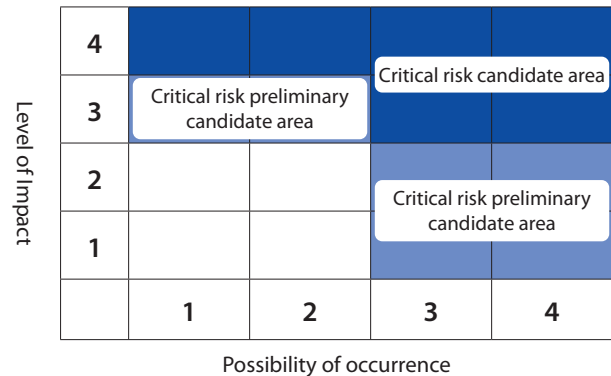 Level of Impact
4
Critical risk candidate area
3
Critical risk preliminary
candidate area
2
Critical risk preliminary
candidate area
1
1 2 3 4
Possibility of occurrence